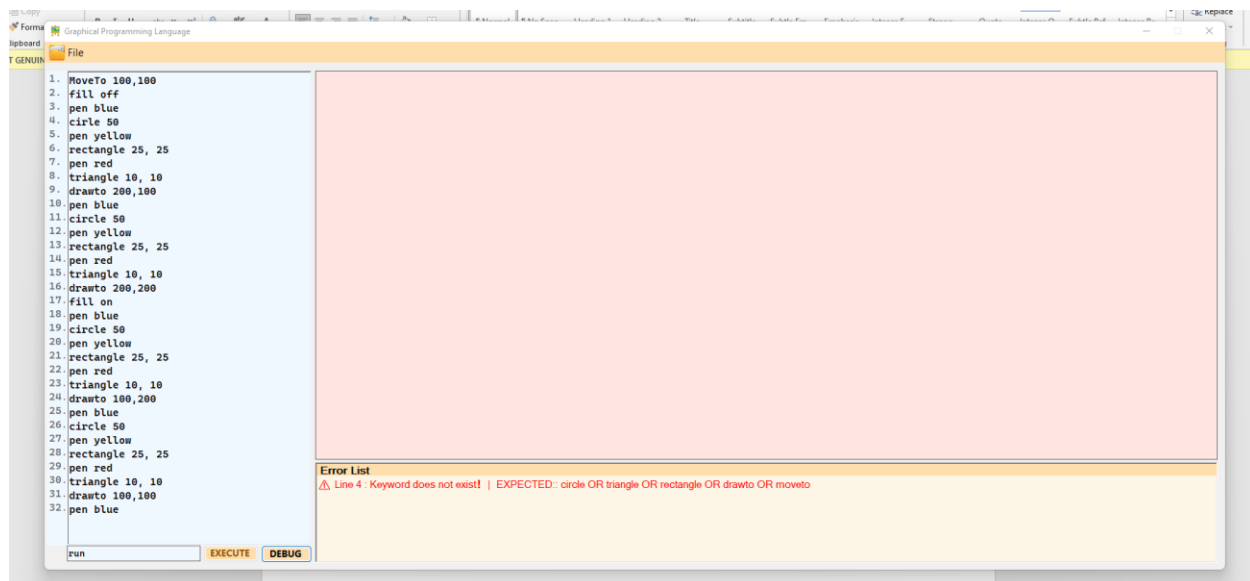 Copy
Replace
Forma
Graphical Programming Language
lipboard
T GENUIN
File
1. MoveTo 100,100
2. fill off
3. pen blue
4. cirle 50
5. pen yellow
6. rectangle 25, 25
7. pen red
8. triangle 10, 10
9. drawto 200,100
10. pen blue
11. circle 50
12. pen yellow
13. rectangle 25, 25
14. pen red
15. triangle 10, 10
16. drawto 200,200
17. fill on
18. pen blue
19. circle 50
20. pen yellow
21. rectangle 25, 25
22. pen red
23. triangle 10, 10
24. drawto 100,200
25. pen blue
26. circle 50
27. pen yellow
28. rectangle 25, 25
29. pen red
30. triangle 10, 10
31. drawto 100,100
32. pen blue
run
EXECUTE DEBUG
Error List
Line 4 : Keyword does not exist! | EXPECTED:: circle OR triangle OR rectangle OR drawto OR moveto